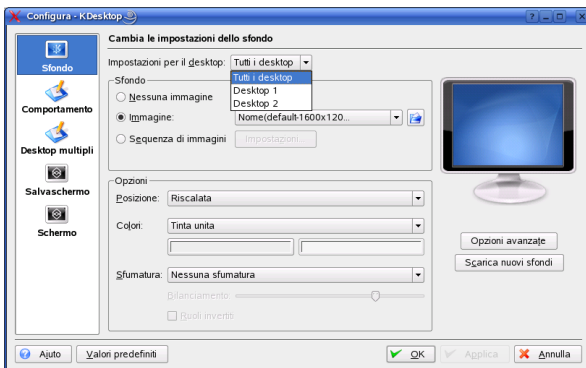 Configura - KDesktop
Cambia le impostazioni dello sfondo
Sfondo
Comportamento
Desktop multipli
Salvaschermo
Schermo
Impostazioni per il desktop: Tutti i desktop
Tutti i desktop
Desktop 1
Desktop 2
Sfondo
Nessuna immagine
Immagine: Nome(default-1600x120...
Sequenza di immagini Impostazioni...
Opzioni
Posizione: Riscalata
Colori: Tinta unita
Sfumatura: Nessuna sfumatura
Bilanciamento:
Ruoli invertiti
Opzioni avanzate
Scarica nuovi sfondi
Aiuto Valori predefiniti OK Applica Annulla